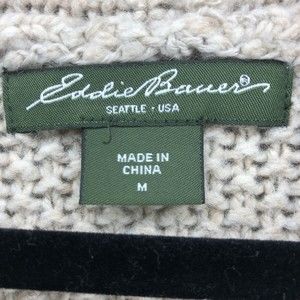 Eddie Bauer®
SEATTLE · USA
MADE IN
CHINA
M